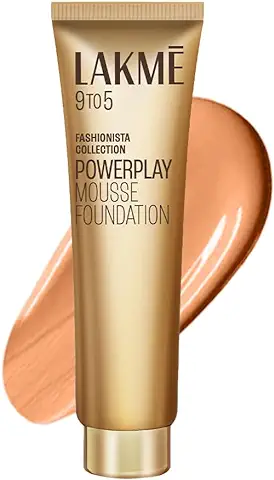 LAKMĒ
9TO5
FASHIONISTA
COLLECTION
POWERPLAY
MOUSSE
FOUNDATION